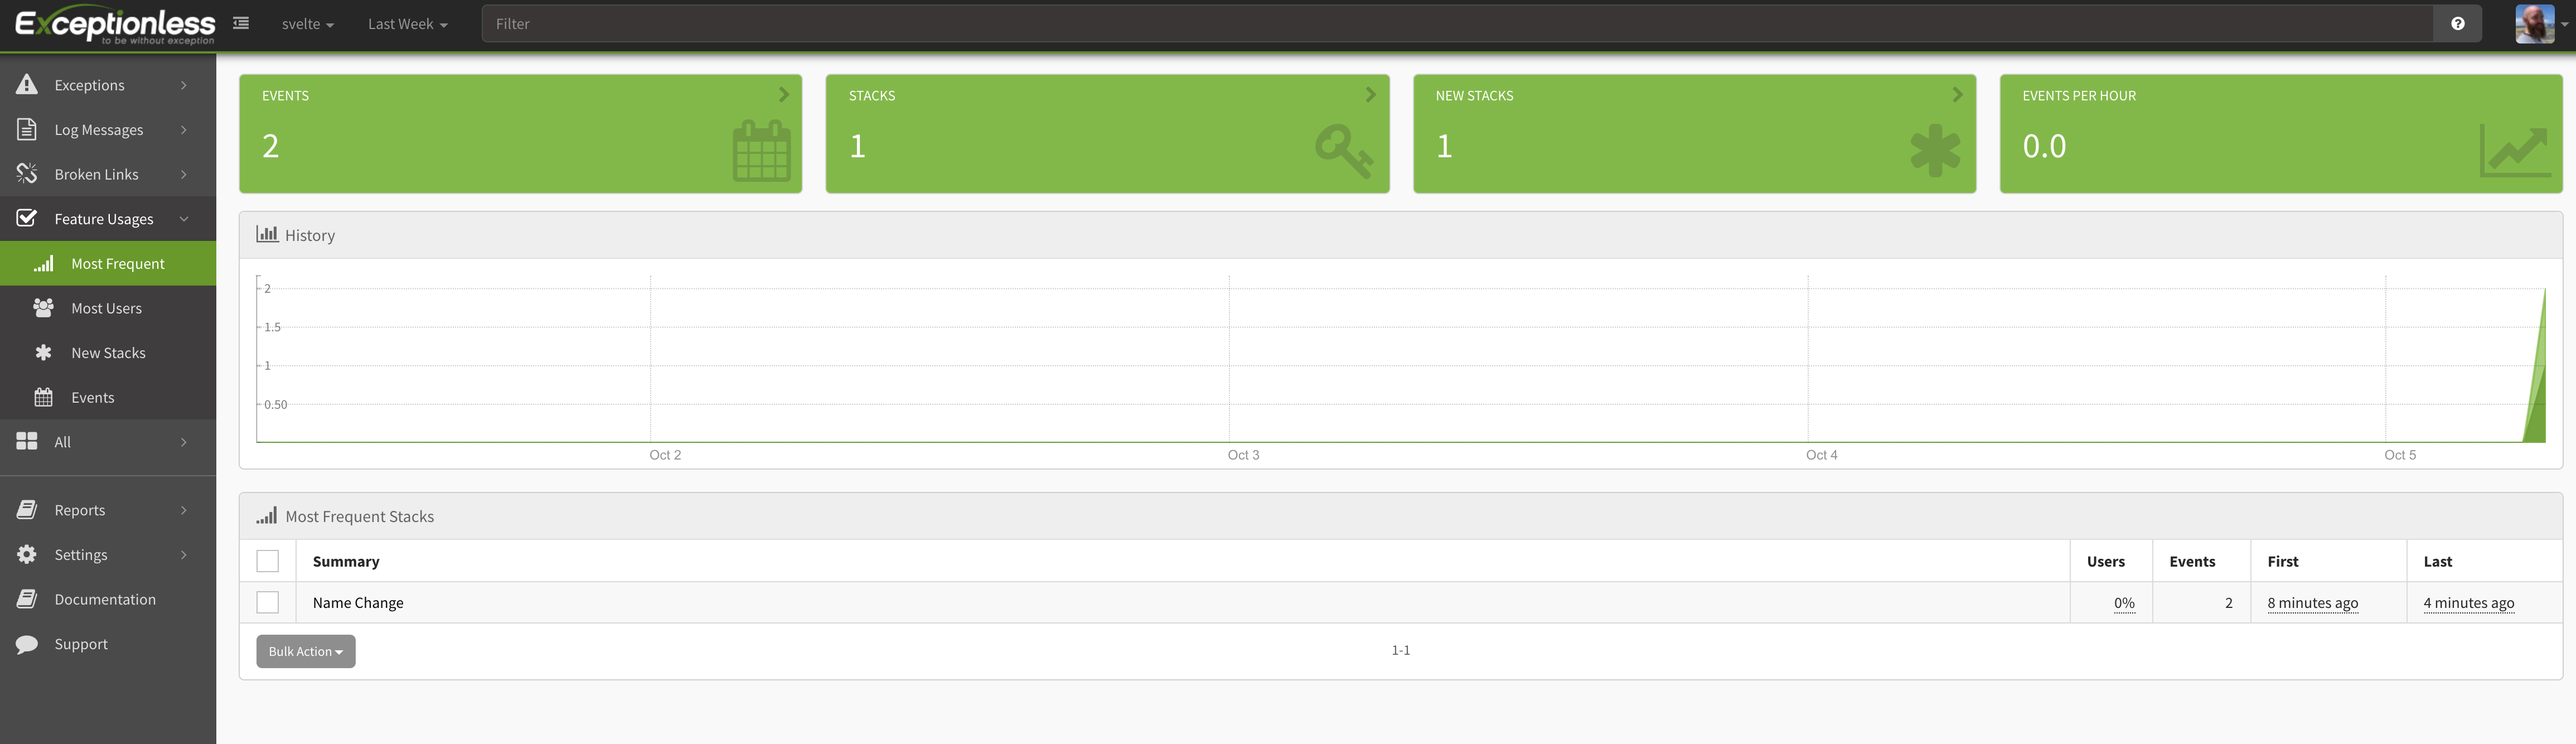 Exceptionless
to be without exception
svelte
Last Week
Filter
Exceptions
Log Messages
Broken Links
Feature Usages
Most Frequent
Most Users
New Stacks
Events
All
Reports
Settings
Documentation
Support
EVENTS
2
STACKS
1
NEW STACKS
1
EVENTS PER HOUR
0.0
History
2
1.5
1
0.50
Oct 2
Oct 3
Oct 4
Oct 5
Most Frequent Stacks
Summary
Users
Events
First
Last
Name Change
0%
2
8 minutes ago
4 minutes ago
Bulk Action
1-1